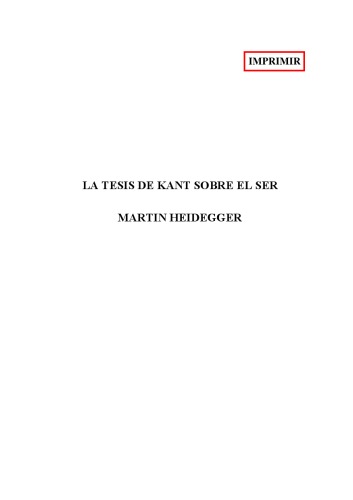 IMPRIMIR
LA TESIS DE KANT SOBRE EL SER
MARTIN HEIDEGGER